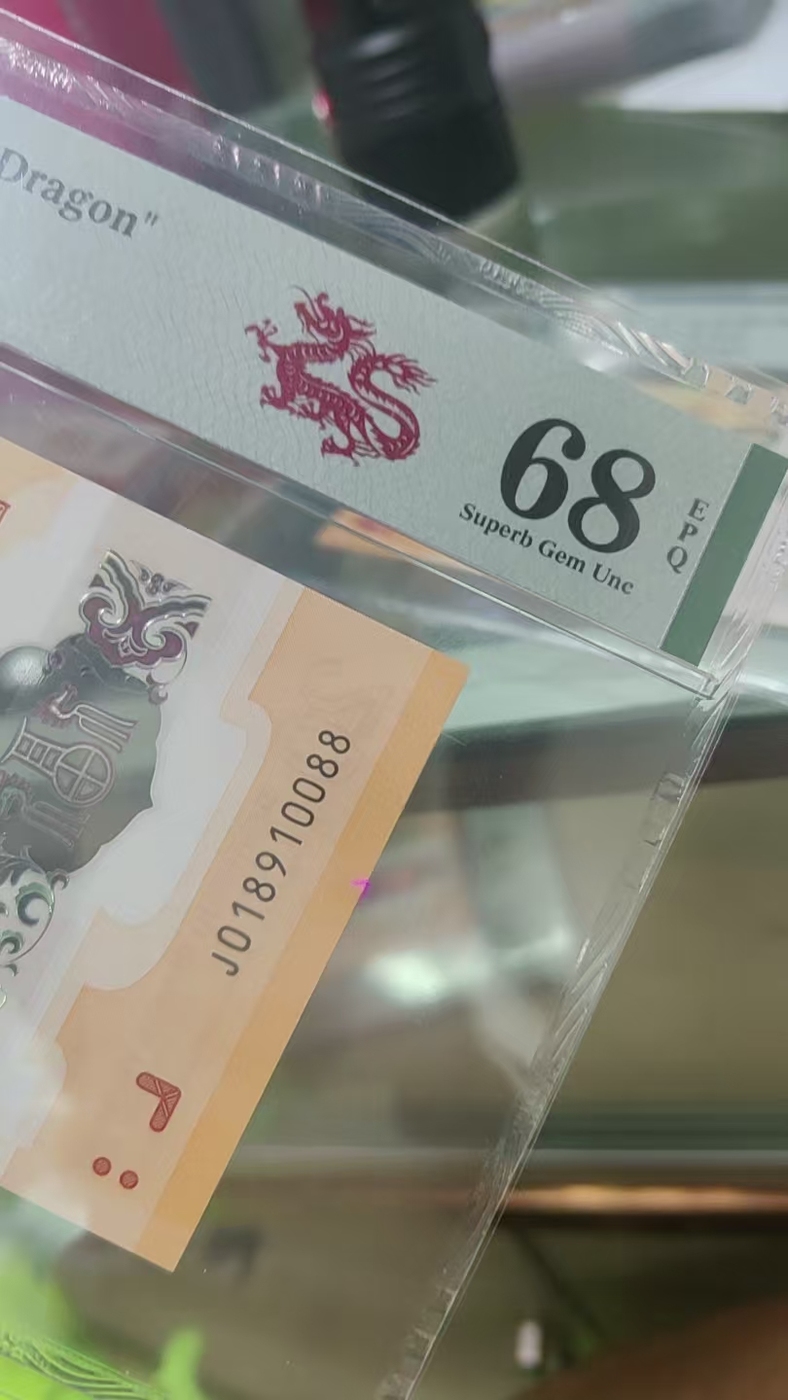 Dragon"
68
Superb Gem Unc
EPQ
J018910088